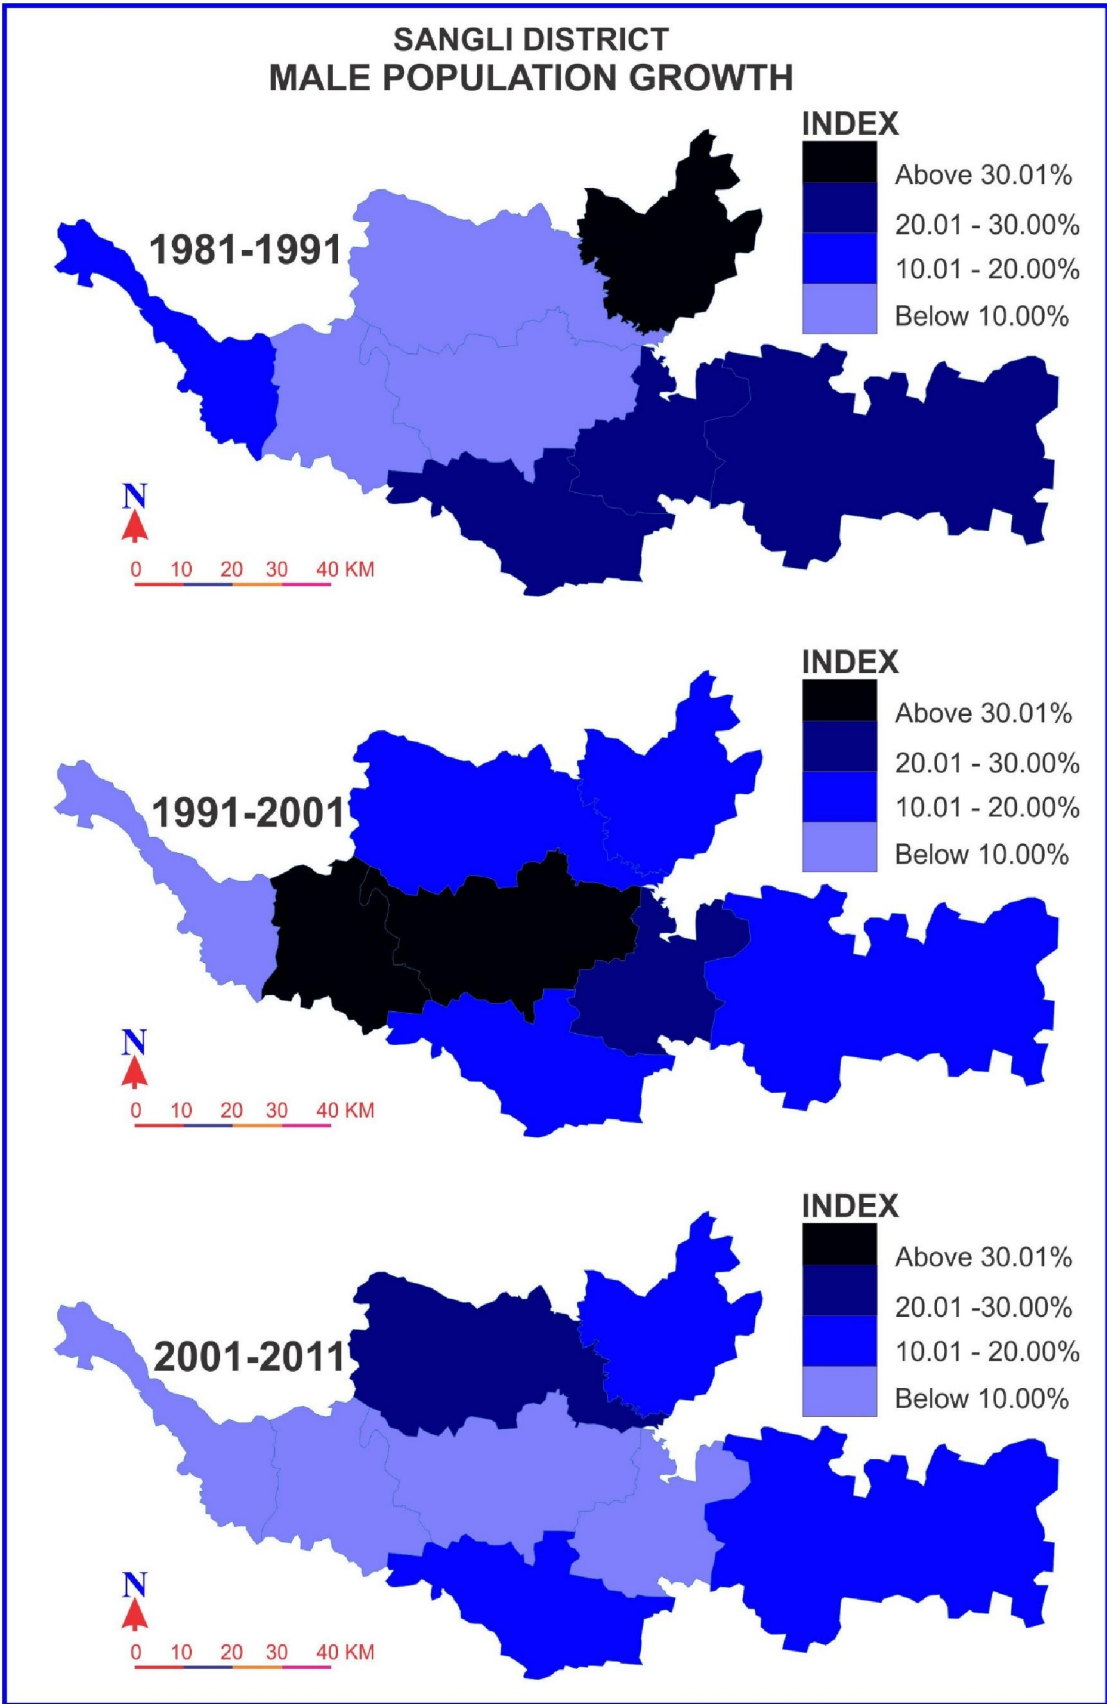 SANGLI DISTRICT
MALE POPULATION GROWTH
INDEX
Above 30.01%
20.01 - 30.00%
10.01 - 20.00%
Below 10.00%
1981-1991
N
0 10 20 30 40 KM
INDEX
Above 30.01%
20.01 - 30.00%
10.01 - 20.00%
Below 10.00%
1991-2001
N
0 10 20 30 40 KM
INDEX
Above 30.01%
20.01 -30.00%
10.01 - 20.00%
Below 10.00%
2001-2011
N
0 10 20 30 40 KM